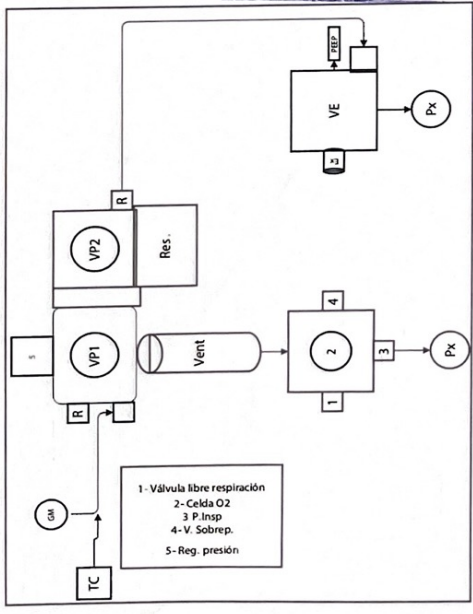 5
R
VP1
VP2
R
Res.
Vent
GM
TC
1
2
4
3
Px
PEEP
VE
Px
1- Válvula libre respiración
2- Celda O2
3 P.Insp
4- V. Sobrep.
5- Reg. presión